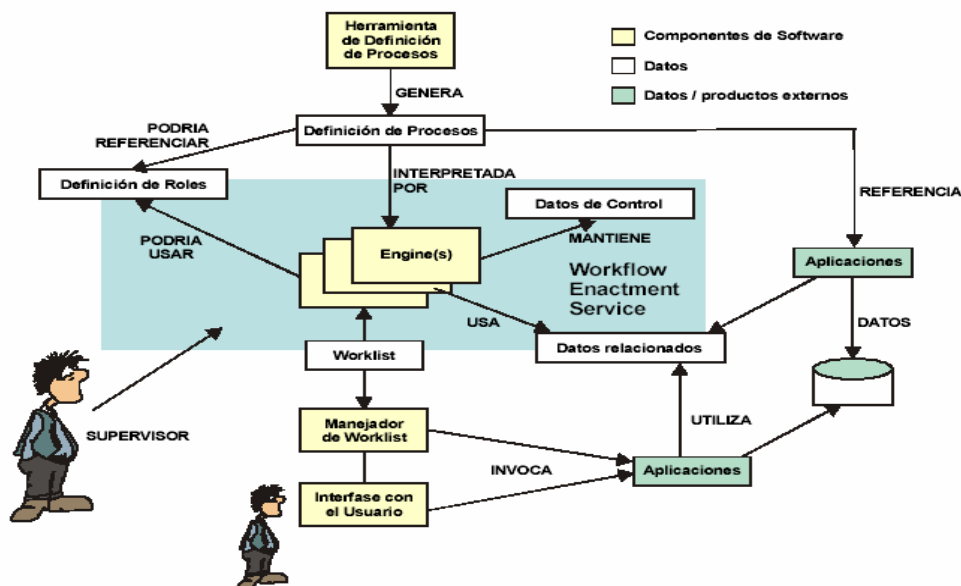 Herramienta
de Definición
de Procesos
Componentes de Software
Datos
Datos / productos externos
GENERA
PODRIA
REFERENCIAR
Definición de Procesos
INTERPRETADA
POR
Definición de Roles
REFERENCIA
Datos de Control
PODRIA
USAR
MANTIENE
Engine(s)
Aplicaciones
Workflow
Enactment
Service
USA
DATOS
Worklist
Datos relacionados
SUPERVISOR
Manejador
de Worklist
UTILIZA
INVOCA
Aplicaciones
Interfase con
el Usuario